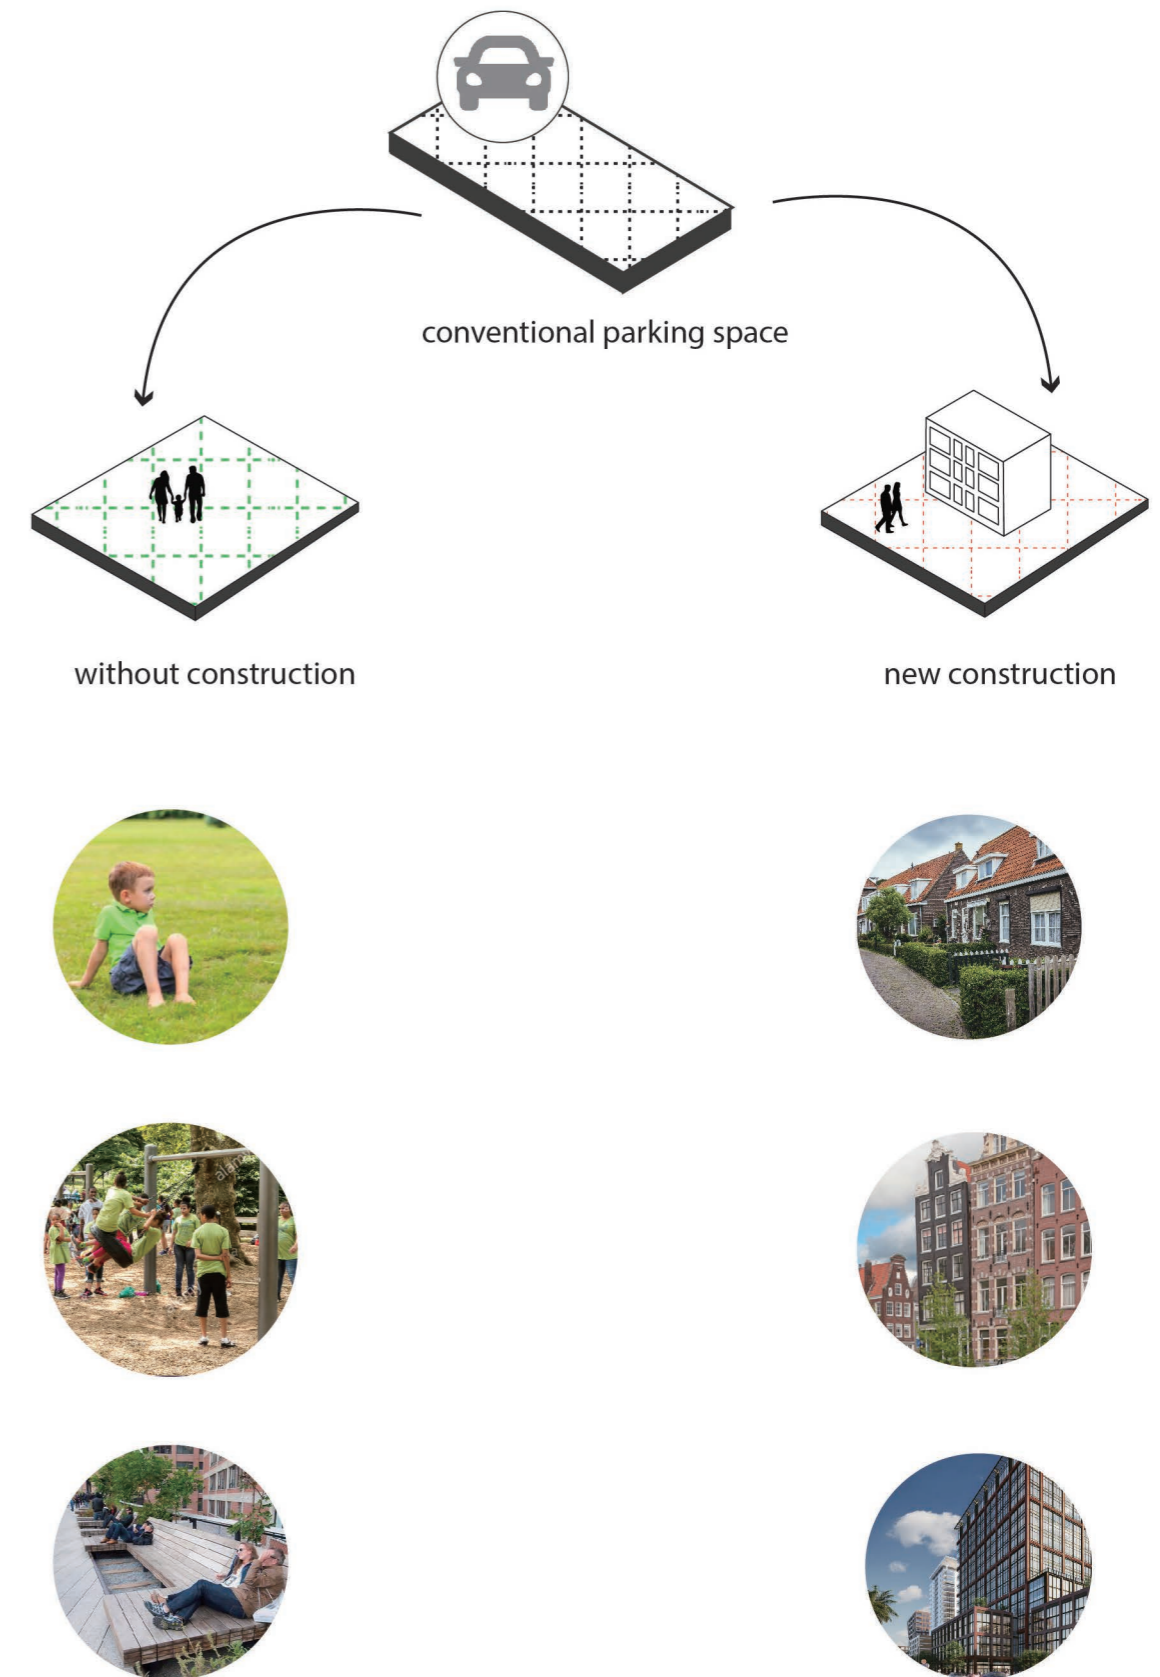 conventional parking space
without construction
new construction